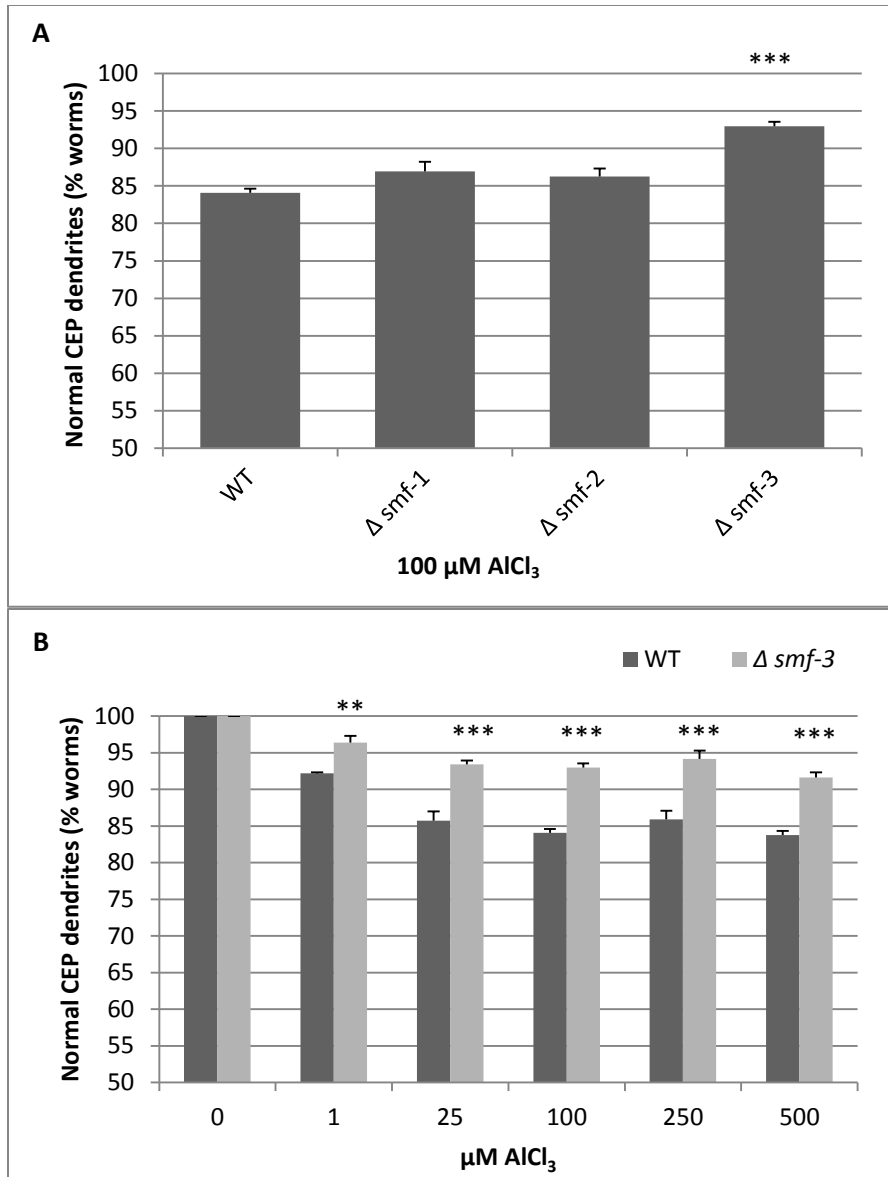 A
***
Normal CEP dendrites (% worms)
100
95
90
85
80
75
70
65
60
55
50
WT
Δ smf-1
Δ smf-2
Δ smf-3
100 µM AlCl₃
B
WT
Δ smf-3
** *** *** *** ***
Normal CEP dendrites (% worms)
100
95
90
85
80
75
70
65
60
55
50
0 1 25 100 250 500
µM AlCl₃